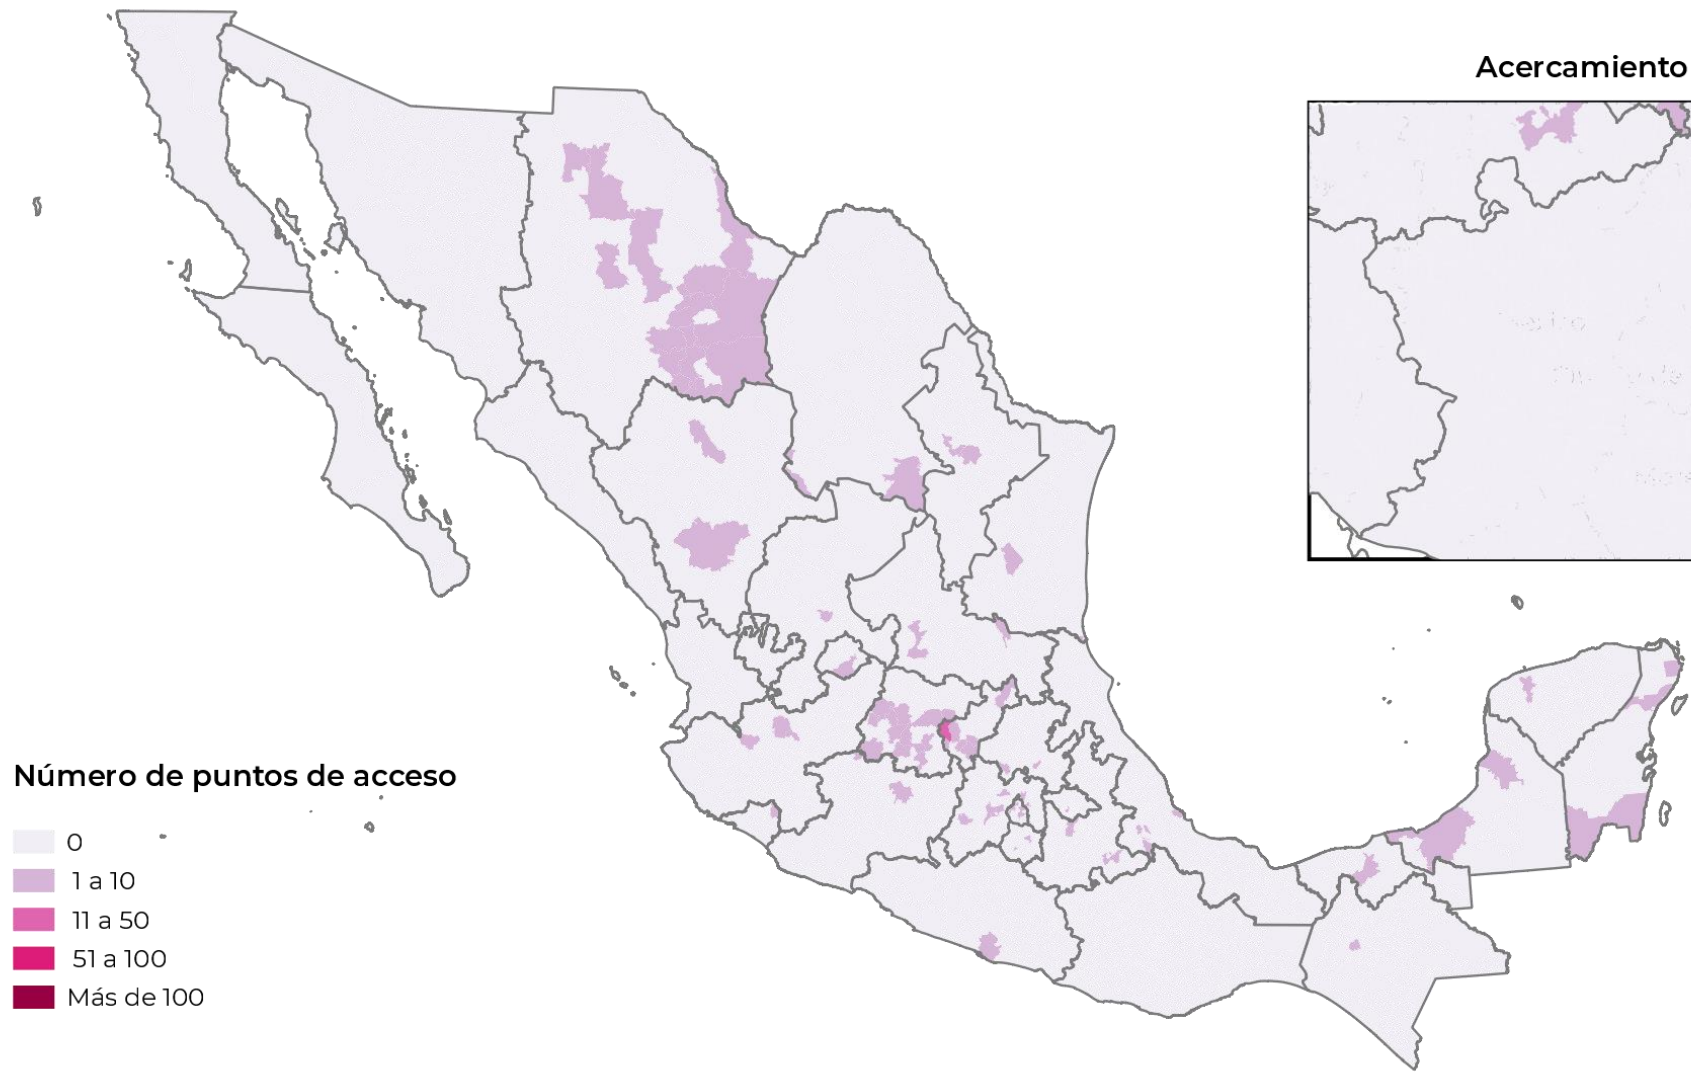 Acercamiento
Número de puntos de acceso
0
1 a 10
11 a 50
51 a 100
Más de 100